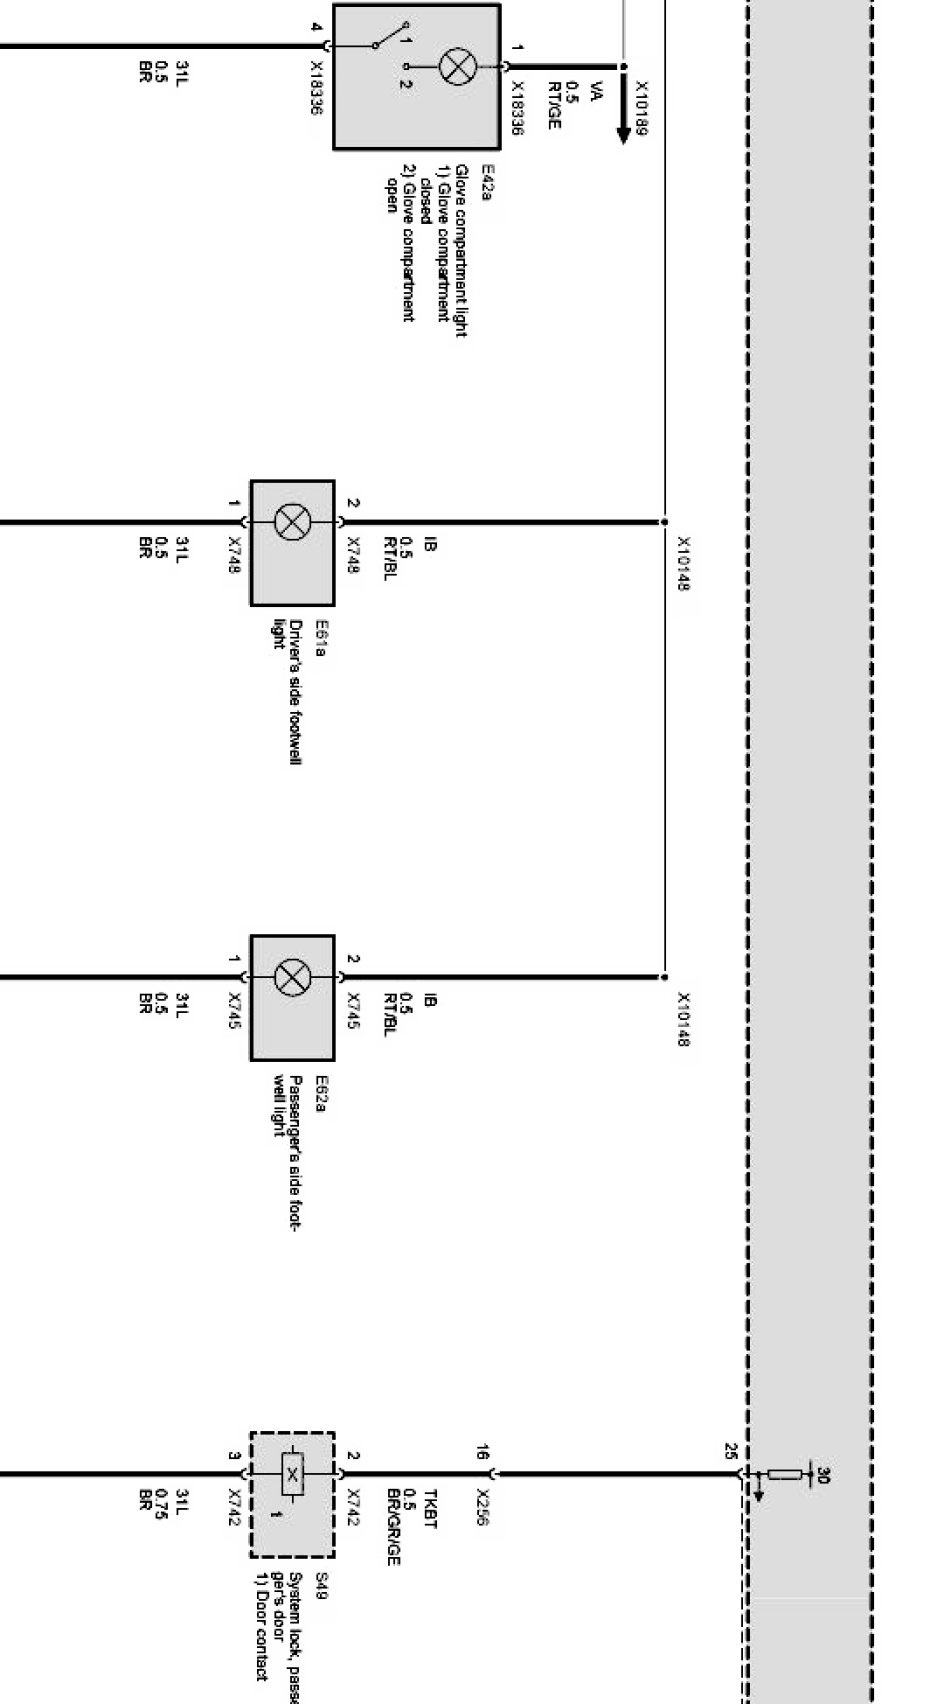 4
X18336
31L
0.5
BR
1
2
1
X18336
VA
0.5
RT/GE
X10189
E42a
Glove compartment light
1) Glove compartment
closed
2) Glove compartment
open
1
X748
31L
0.5
BR
2
X748
IB
0.5
RT/BL
X10148
E61a
Driver's side footwell
light
1
X745
31L
0.5
BR
2
X745
IB
0.5
RT/BL
X10148
E62a
Passenger's side foot-
well light
3
X742
31L
0.75
BR
1
2
X742
TKBT
0.5
BR/GR/GE
16
X256
25
30
S49
System lock, passe
ger's door
1) Door contact